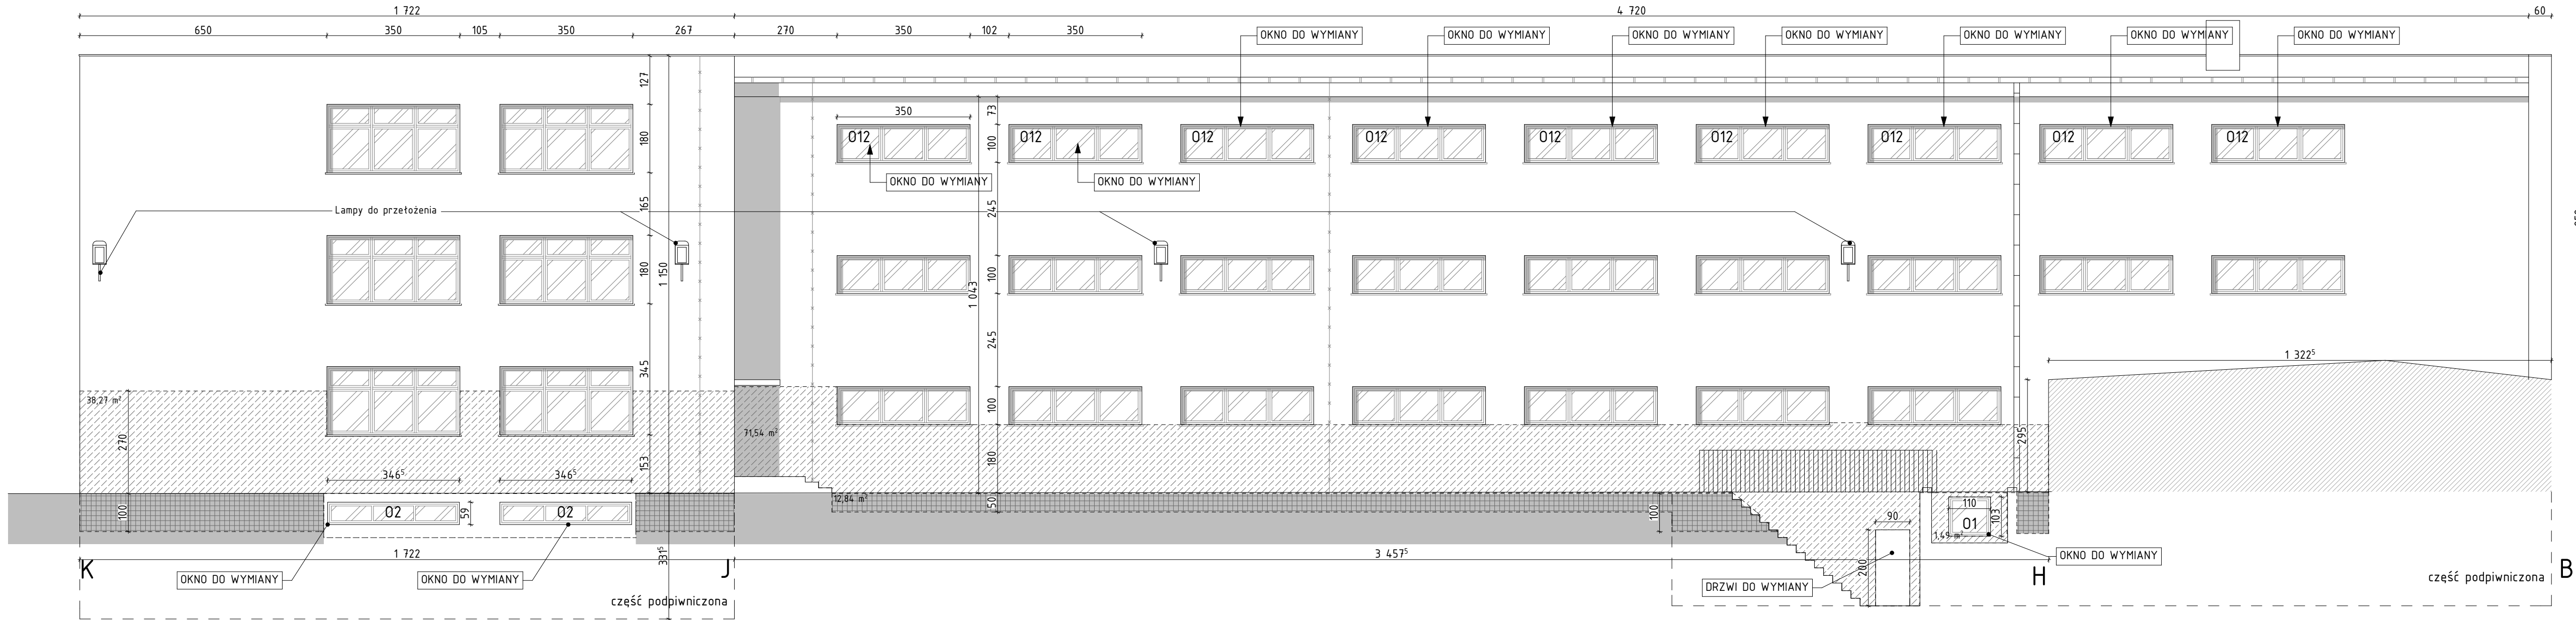 1 722
4 720
60
650
350
105
350
267
270
350
102
350
OKNO DO WYMIANY
OKNO DO WYMIANY
OKNO DO WYMIANY
OKNO DO WYMIANY
OKNO DO WYMIANY
OKNO DO WYMIANY
OKNO DO WYMIANY
127
73
350
180
100
O12
O12
O12
O12
O12
O12
O12
O12
O12
OKNO DO WYMIANY
OKNO DO WYMIANY
165
245
Lampy do przełożenia
180
1 150
100
1 043
345
245
1 322⁵
38,27 m²
270
100
71,54 m²
295
153
180
346⁵
346⁵
12,84 m²
100
59
O2
O2
50
100
90
110
103
O1
1,49 m²
1 722
331⁵
3 457⁵
200
OKNO DO WYMIANY
K
J
H
B
OKNO DO WYMIANY
OKNO DO WYMIANY
DRZWI DO WYMIANY
część podpiwniczona
część podpiwniczona